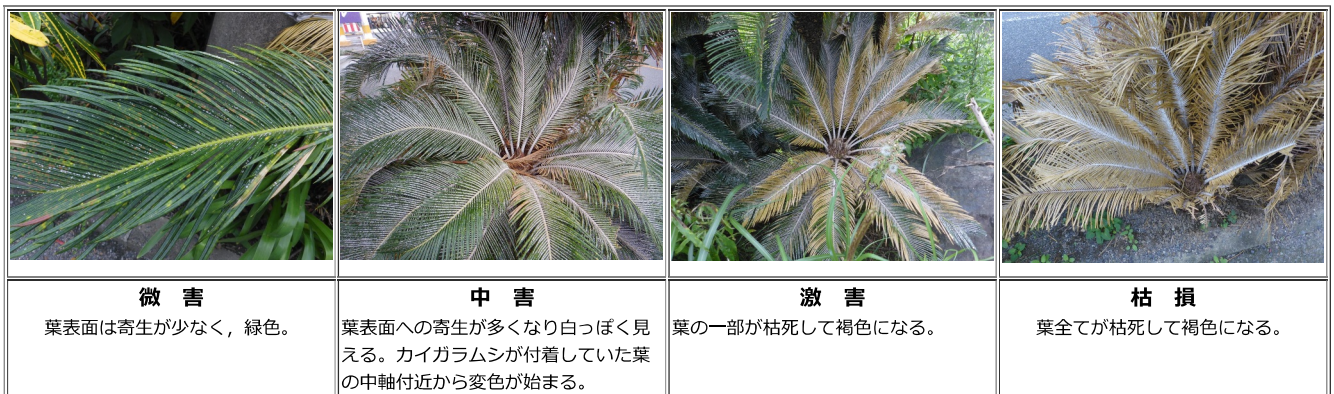 微 害
葉表面は寄生が少なく，緑色。
中 害
葉表面への寄生が多くなり白っぽく見
える。カイガラムシが付着していた葉
の中軸付近から変色が始まる。
激 害
葉の一部が枯死して褐色になる。
枯 損
葉全てが枯死して褐色になる。